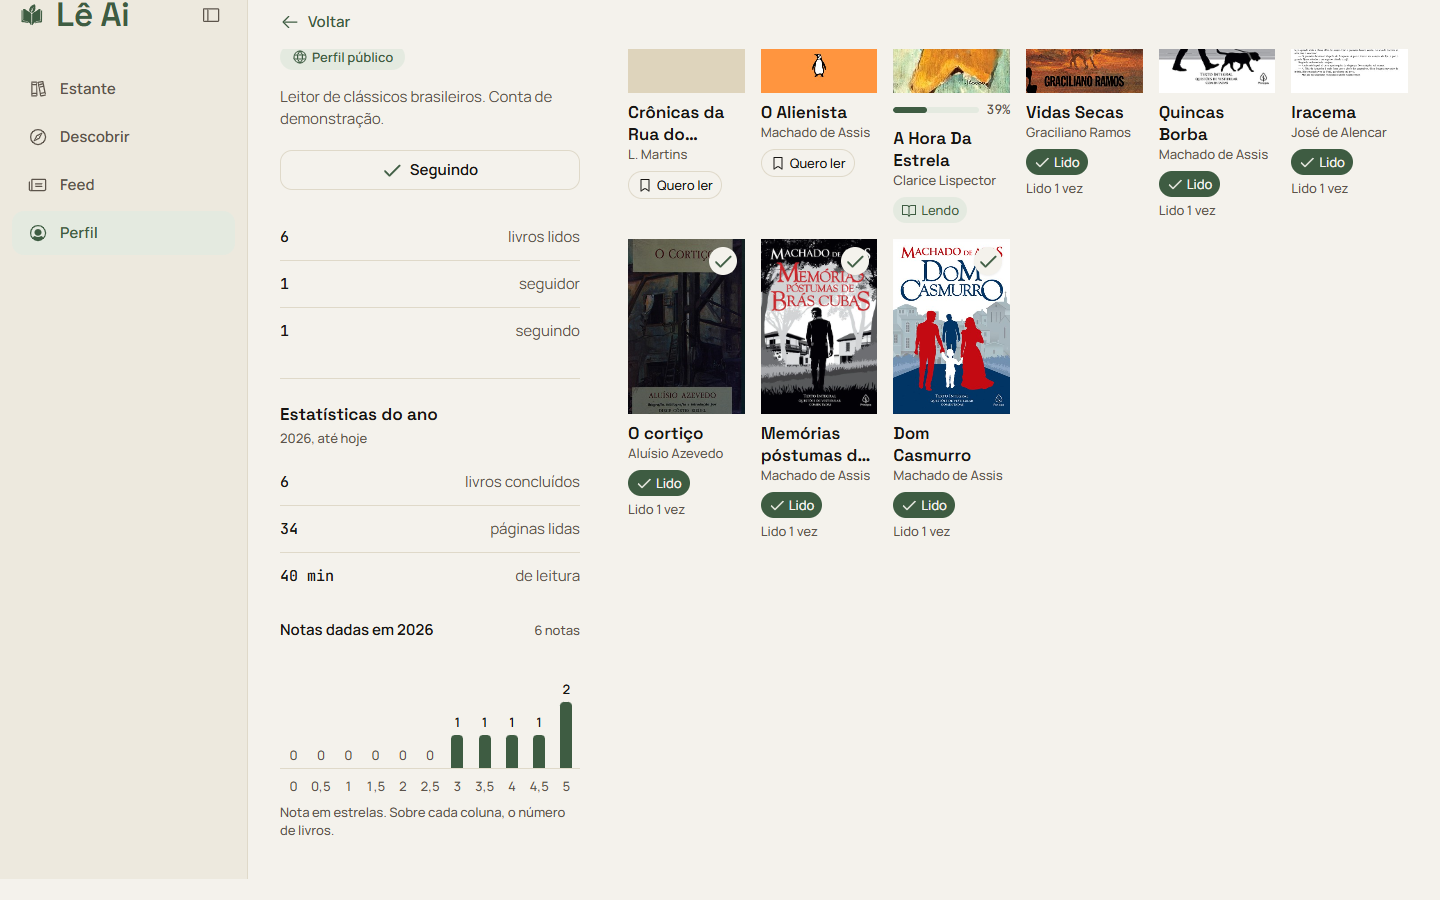 Lê Ai
Estante
Descobrir
Feed
Perfil
Voltar
Perfil público
Leitor de clássicos brasileiros. Conta de
demonstração.
Seguindo
6 livros lidos
1 seguidor
1 seguindo
Estatísticas do ano
2026, até hoje
6 livros concluídos
34 páginas lidas
40 min de leitura
Notas dadas em 2026 6 notas
0 0 0 0 0 0 1 1 1 1 2
0 0,5 1 1,5 2 2,5 3 3,5 4 4,5 5
Nota em estrelas. Sobre cada coluna, o número
de livros.
Crônicas da
Rua do...
L. Martins
Quero ler
O Alienista
Machado de Assis
Quero ler
39%
A Hora Da
Estrela
Clarice Lispector
Lendo
GRACILIANO RAMOS
Vidas Secas
Graciliano Ramos
Lido
Lido 1 vez
TEXTO INTEGRAL
Quincas
Borba
Machado de Assis
Lido
Lido 1 vez
Iracema
José de Alencar
Lido
Lido 1 vez
O CORTIÇO
ALUÍSIO AZEVEDO
O cortiço
Aluísio Azevedo
Lido
Lido 1 vez
MACHADO DE
MEMÓRIAS
PÓSTUMAS DE
BRÁS CUBAS
TEXTO INTEGRAL
Memórias
póstumas d...
Machado de Assis
Lido
Lido 1 vez
MACHADO DE
DOM
CASMURRO
TEXTO INTEGRAL
Dom
Casmurro
Machado de Assis
Lido
Lido 1 vez